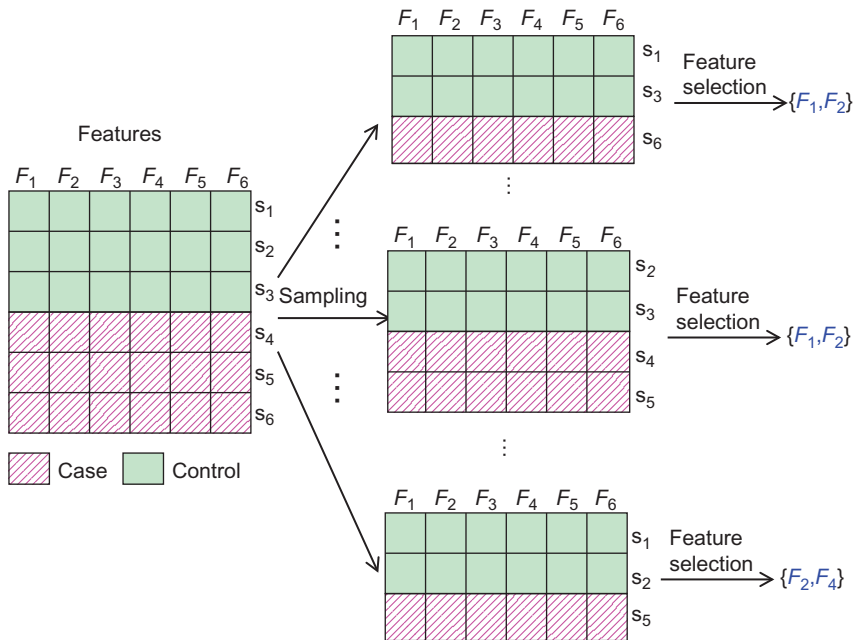 Features
F1 F2 F3 F4 F5 F6
s1
s2
s3
s4
s5
s6
Case
Control
Sampling
F1 F2 F3 F4 F5 F6
s1
s3
s6
Feature
selection
{F1,F2}
F1 F2 F3 F4 F5 F6
s2
s3
s4
s5
Feature
selection
{F1,F2}
F1 F2 F3 F4 F5 F6
s1
s2
s5
Feature
selection
{F2,F4}